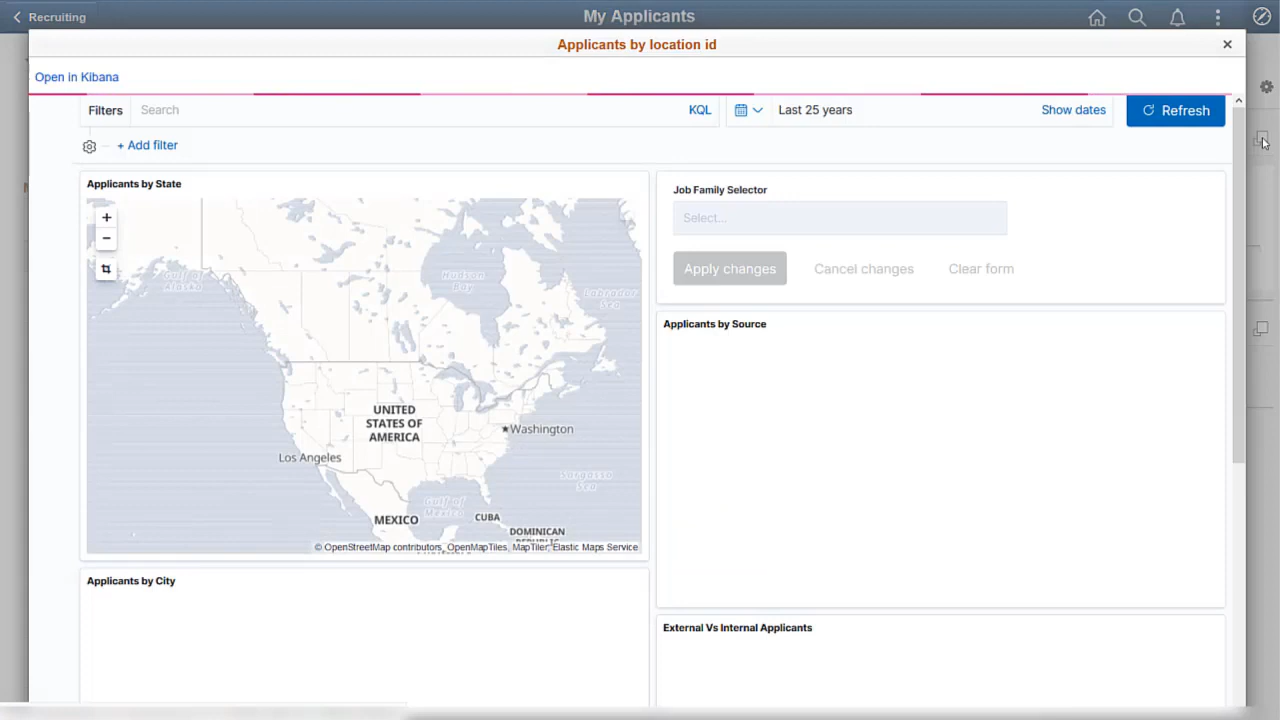 Recruiting
My Applicants
Applicants by location id
Open in Kibana
Filters
Search
KQL
Last 25 years
Show dates
Refresh
+ Add filter
Applicants by State
+
−
Gulf of
Alaska
Hudson
Bay
Labrador
Sea
UNITED
STATES OF
AMERICA
Washington
Los Angeles
Sargasso
Sea
Gulf of
Mexico
MEXICO
CUBA
DOMINICAN
© OpenStreetMap contributors, OpenMapTiles, MapTiler, Elastic Maps Service
Job Family Selector
Select...
Apply changes
Cancel changes
Clear form
Applicants by Source
Applicants by City
External Vs Internal Applicants